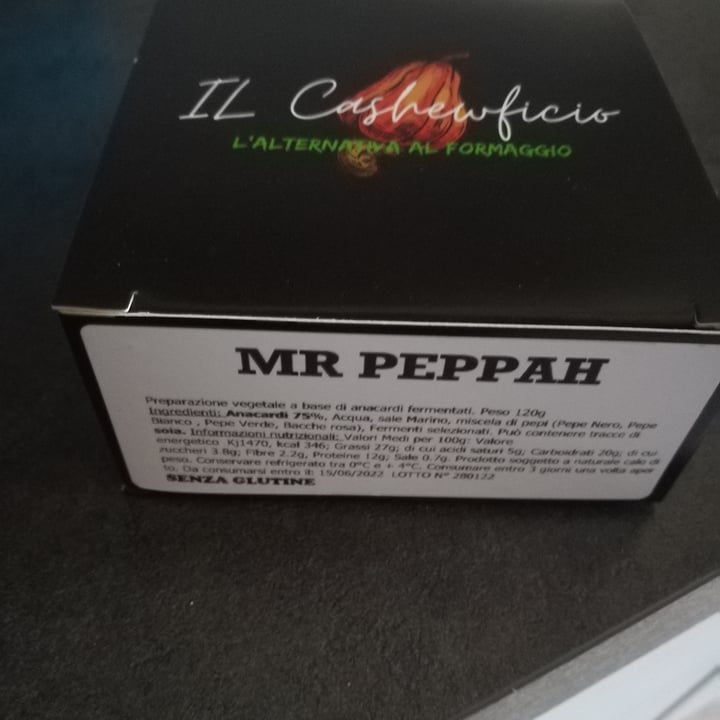 IL Cashewficio
L'ALTERNATIVA AL FORMAGGIO
MR PEPPAH
Preparazione vegetale a base di anacardi fermentati. Peso 120g
Ingredienti: Anacardi 75%, Acqua, sale Marino, miscela di pepi (Pepe Nero, Pepe
Bianco , Pepe Verde, Bacche rosa), Fermenti selezionati. Può contenere tracce di
soia. Informazioni nutrizionali: Valori Medi per 100g: Valore
energetico Kj1470, kcal 346; Grassi 27g; di cui acidi saturi 5g; Carboidrati 20g; di cui
zuccheri 3.8g; Fibre 2.2g, Proteine 12g; Sale 0.7g. Prodotto soggetto a naturale calo di
peso. Conservare refrigerato tra 0°C e + 4°C. Consumare entro 3 giorni una volta aper
to. Da consumarsi entro il: 15/06/2022 LOTTO N° 280122
SENZA GLUTINE